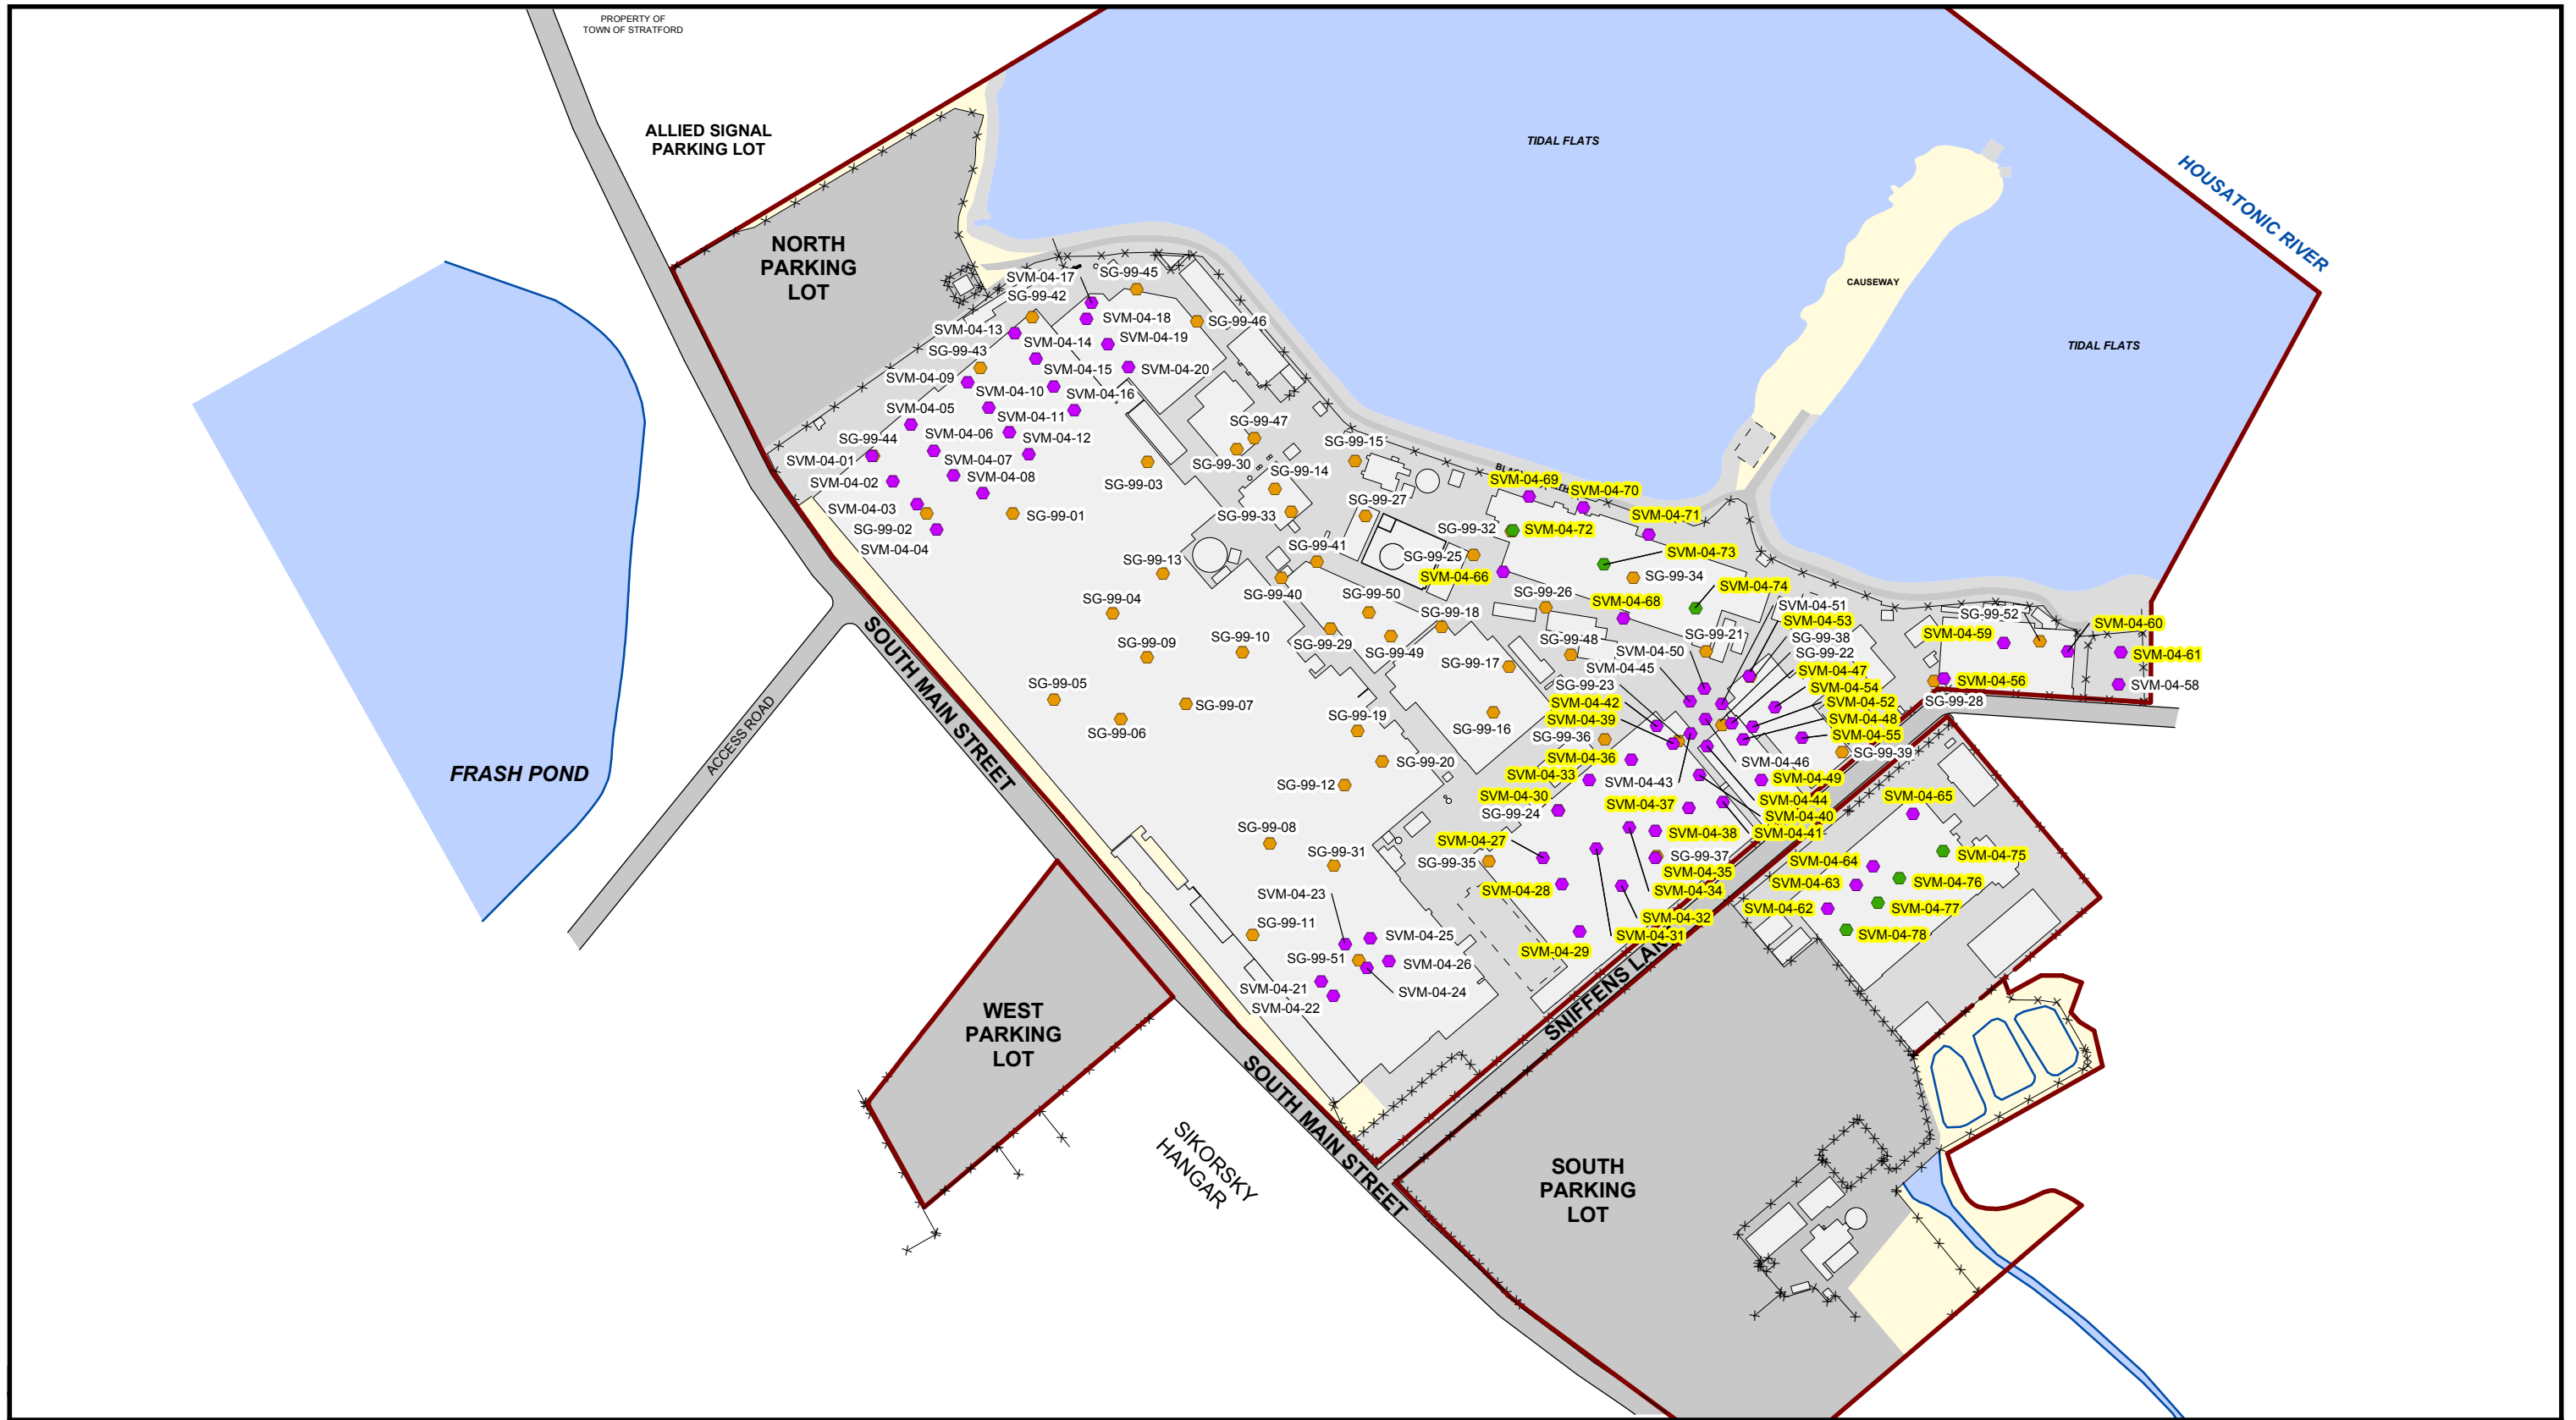 PROPERTY OF
TOWN OF STRATFORD
ALLIED SIGNAL
PARKING LOT
TIDAL FLATS
HOUSATONIC RIVER
NORTH
PARKING
LOT
CAUSEWAY
TIDAL FLATS
SVM-04-17
SG-99-45
SG-99-42
SVM-04-18
SG-99-46
SVM-04-13
SVM-04-14
SVM-04-19
SG-99-43
SVM-04-15
SVM-04-20
SVM-04-09
SVM-04-10
SVM-04-16
SVM-04-05
SVM-04-11
SG-99-47
SG-99-44
SVM-04-06
SVM-04-12
SG-99-15
SVM-04-01
SVM-04-07
SG-99-30
SG-99-14
SVM-04-02
SVM-04-08
SG-99-03
SVM-04-69
SVM-04-70
SVM-04-03
SG-99-01
SG-99-33
SG-99-27
SVM-04-71
SG-99-02
SG-99-32
SVM-04-72
SVM-04-04
SG-99-41
SG-99-25
SVM-04-73
SG-99-13
SVM-04-66
SG-99-34
SG-99-40
SG-99-50
SG-99-26
SVM-04-74
SG-99-04
SG-99-18
SVM-04-68
SVM-04-51
SVM-04-53
SG-99-52
SVM-04-60
SG-99-09
SG-99-10
SG-99-29
SG-99-49
SG-99-48
SG-99-21
SG-99-38
SVM-04-59
SG-99-17
SVM-04-50
SG-99-22
SVM-04-61
SVM-04-45
SVM-04-47
SG-99-05
SG-99-23
SVM-04-54
SVM-04-56
SVM-04-58
SG-99-07
SVM-04-42
SVM-04-52
SG-99-28
SG-99-19
SVM-04-39
SVM-04-48
SG-99-06
SG-99-16
SG-99-36
SVM-04-55
SG-99-20
SVM-04-36
SVM-04-46
SG-99-39
SG-99-12
SVM-04-33
SVM-04-43
SVM-04-49
SVM-04-30
SVM-04-37
SVM-04-44
SVM-04-65
SG-99-24
SVM-04-40
SG-99-08
SVM-04-27
SVM-04-38
SVM-04-41
SG-99-31
SG-99-35
SG-99-37
SVM-04-64
SVM-04-75
SVM-04-35
SVM-04-63
SVM-04-76
SVM-04-23
SVM-04-28
SVM-04-34
SVM-04-62
SVM-04-77
SG-99-11
SVM-04-32
SVM-04-25
SVM-04-31
SVM-04-78
SG-99-51
SVM-04-26
SVM-04-29
SVM-04-21
SVM-04-24
SVM-04-22
FRASH POND
ACCESS ROAD
SOUTH MAIN STREET
WEST
PARKING
LOT
SNIFFENS
SOUTH MAIN STREET
SIKORSKY
HANGAR
SOUTH
PARKING
LOT